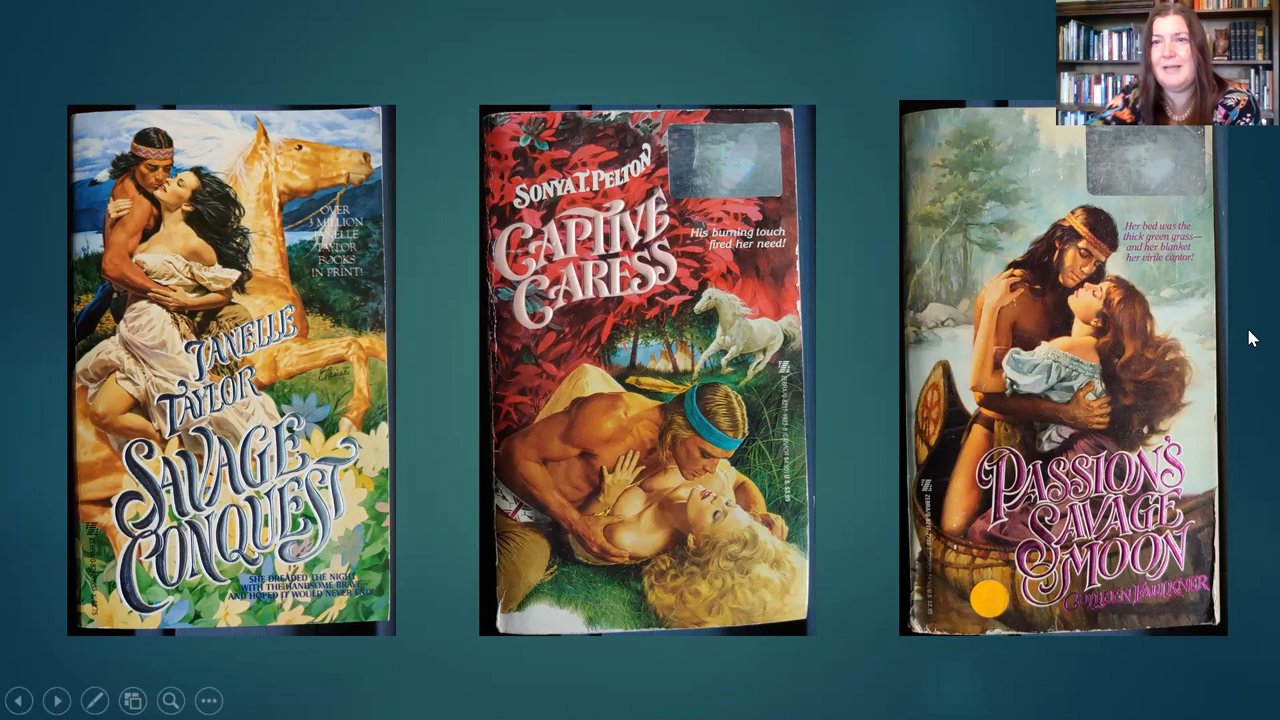 OVER
3 MILLION
JANELLE
TAYLOR
BOOKS
IN PRINT!
JANELLE
TAYLOR
SAVAGE
CONQUEST
SHE DREADED THE NIGHT
WITH THE HANDSOME BRAVE—
AND HOPED IT WOULD NEVER END!
SONYA T. PELTON
CAPTIVE
CARESS
His burning touch
fired her need!
Her bed was the
thick green grass—
and her blanket
her virile captor!
PASSION'S
SAVAGE
MOON
COLLEEN FAULKNER